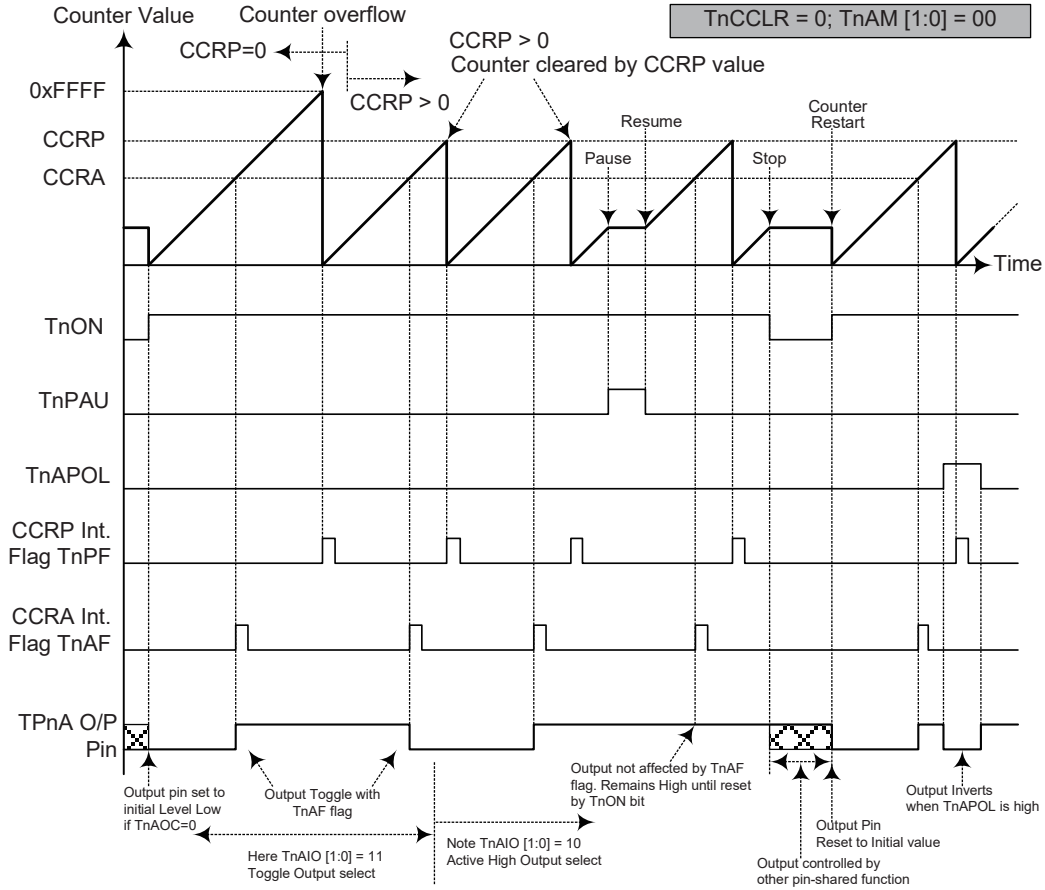 Counter Value
Counter overflow
TnCCLR = 0; TnAM [1:0] = 00
CCRP=0
CCRP > 0
CCRP > 0
Counter cleared by CCRP value
0xFFFF
CCRP
CCRA
Pause
Resume
Stop
Counter
Restart
Time
TnON
TnPAU
TnAPOL
CCRP Int.
Flag TnPF
CCRA Int.
Flag TnAF
TPnA O/P
Pin
Output pin set to
initial Level Low
if TnAOC=0
Output Toggle with
TnAF flag
Here TnAIO [1:0] = 11
Toggle Output select
Note TnAIO [1:0] = 10
Active High Output select
Output not affected by TnAF
flag. Remains High until reset
by TnON bit
Output controlled by
other pin-shared function
Output Pin
Reset to Initial value
Output Inverts
when TnAPOL is high